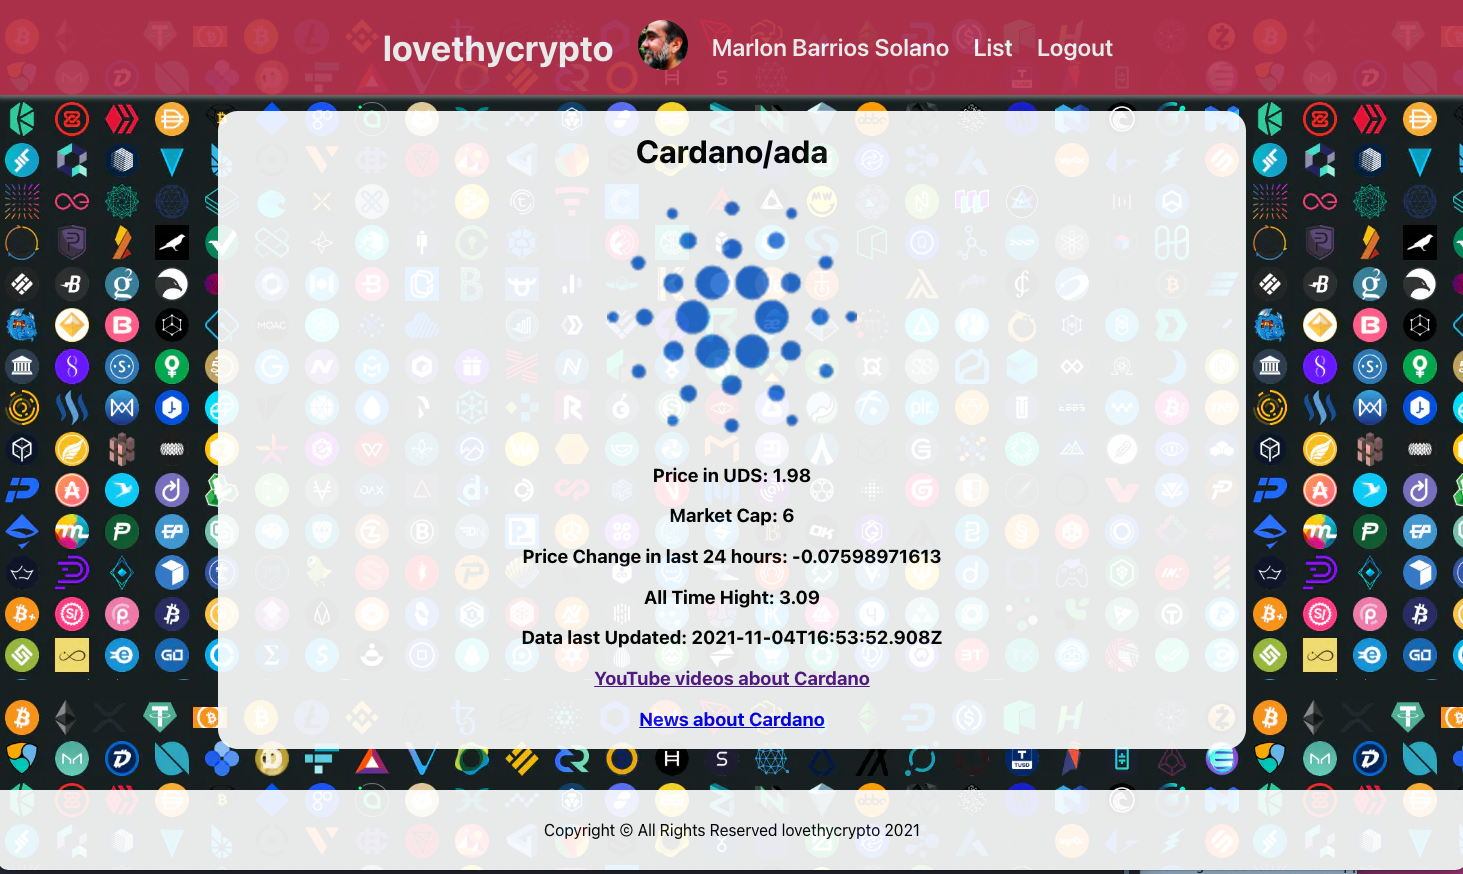 lovethycrypto Marlon Barrios Solano List Logout
Cardano/ada
Price in UDS: 1.98
Market Cap: 6
Price Change in last 24 hours: -0.07598971613
All Time Hight: 3.09
Data last Updated: 2021-11-04T16:53:52.908Z
YouTube videos about Cardano
News about Cardano
Copyright © All Rights Reserved lovethycrypto 2021